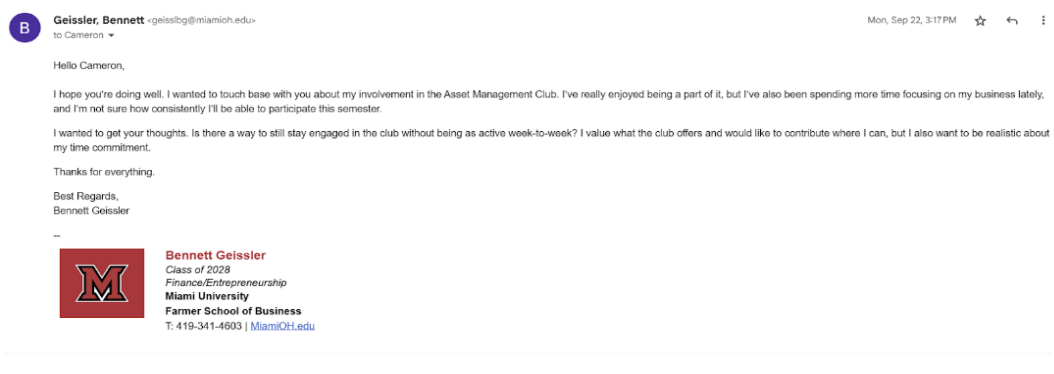 B
Geissler, Bennett <geisslbg@miamioh.edu>
Mon, Sep 22, 3:17 PM
to Cameron
Hello Cameron,
I hope you're doing well. I wanted to touch base with you about my involvement in the Asset Management Club. I've really enjoyed being a part of it, but I've also been spending more time focusing on my business lately,
and I'm not sure how consistently I'll be able to participate this semester.
I wanted to get your thoughts. Is there a way to still stay engaged in the club without being as active week-to-week? I value what the club offers and would like to contribute where I can, but I also want to be realistic about
my time commitment.
Thanks for everything.
Best Regards,
Bennett Geissler
--
M
Bennett Geissler
Class of 2028
Finance/Entrepreneurship
Miami University
Farmer School of Business
T: 419-341-4603 | MiamiOH.edu